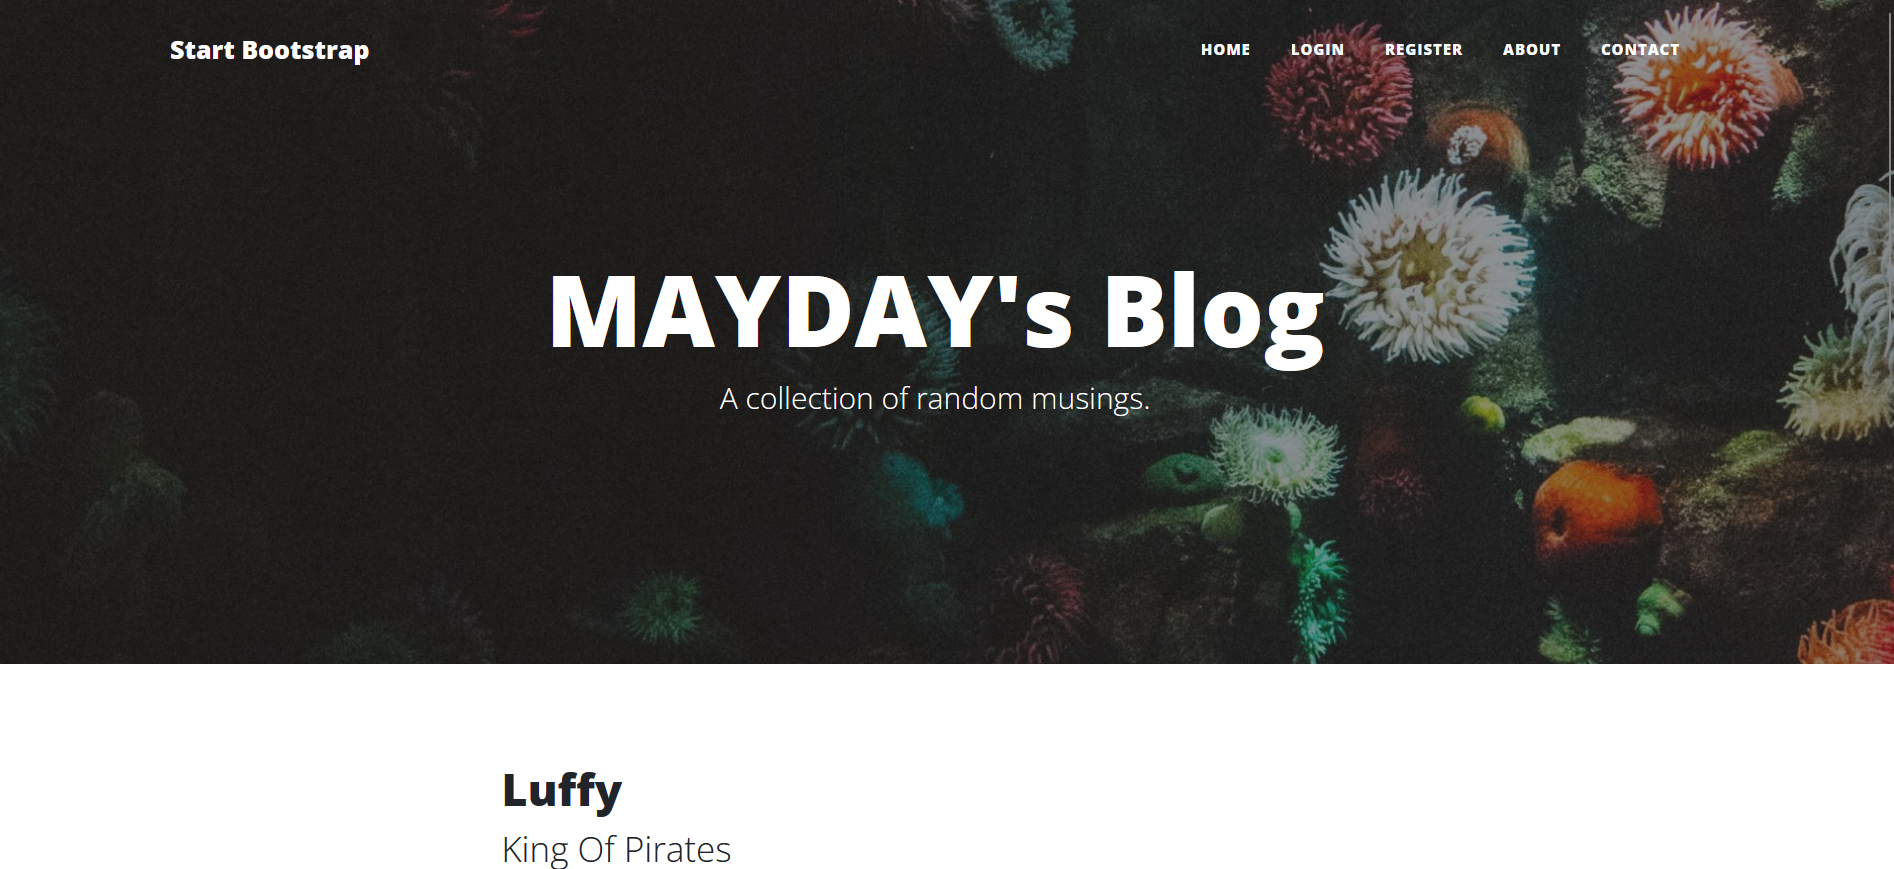 Start Bootstrap
HOME LOGIN REGISTER ABOUT CONTACT
MAYDAY's Blog
A collection of random musings.
Luffy
King Of Pirates